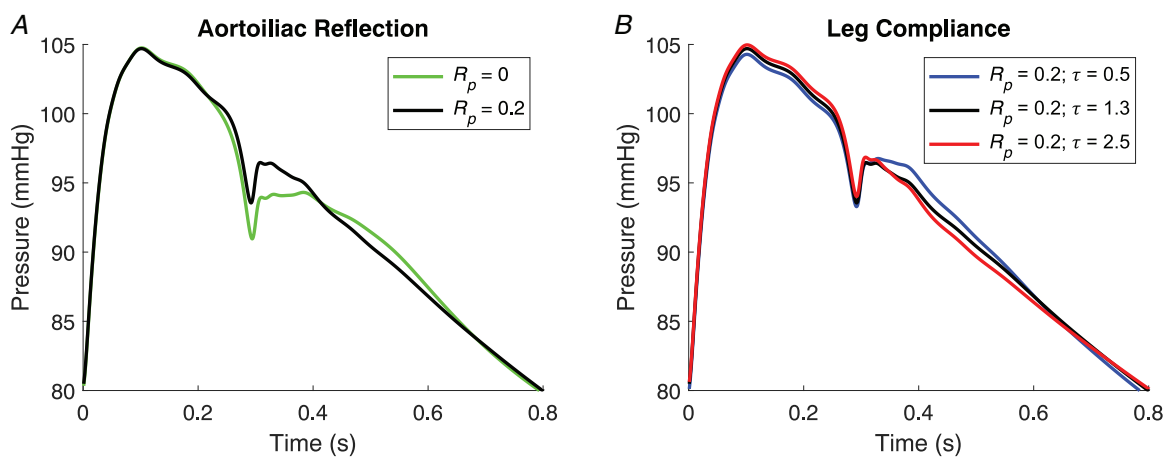 A
Aortoiliac Reflection
105
100
95
90
85
80
Pressure (mmHg)
R_p = 0
R_p = 0.2
0
0.2
0.4
0.6
0.8
Time (s)
B
Leg Compliance
105
100
95
90
85
80
Pressure (mmHg)
R_p = 0.2; τ = 0.5
R_p = 0.2; τ = 1.3
R_p = 0.2; τ = 2.5
0
0.2
0.4
0.6
0.8
Time (s)